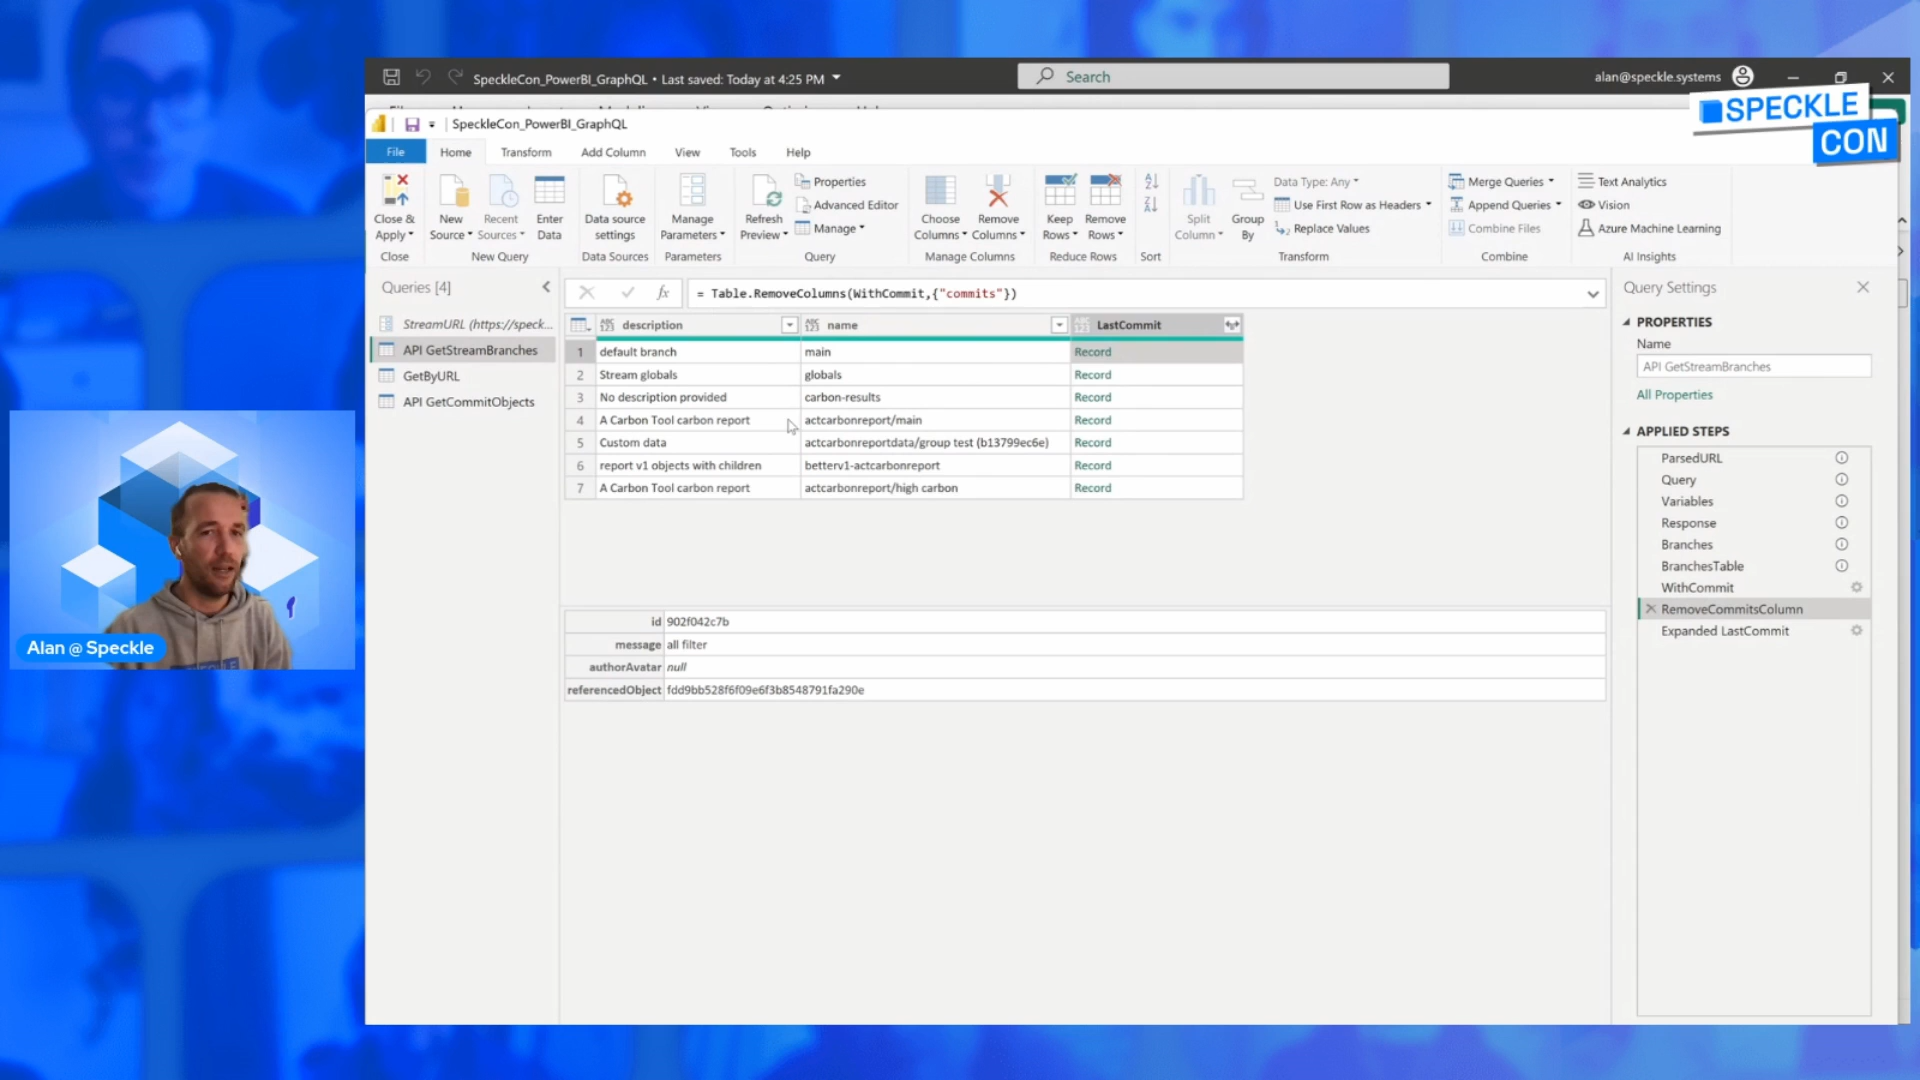 SpeckleCon_PowerBI_GraphQL • Last saved: Today at 4:25 PM
Search
alan@speckle.systems
SPECKLE
CON
SpeckleCon_PowerBI_GraphQL
File Home Transform Add Column View Tools Help
Close & Apply
Close
New Source
Recent Sources
Enter Data
New Query
Data source settings
Data Sources
Manage Parameters
Parameters
Refresh Preview
Properties
Advanced Editor
Manage
Query
Choose Columns
Remove Columns
Manage Columns
Keep Rows
Remove Rows
Reduce Rows
Sort
Split Column
Group By
Data Type: Any
Use First Row as Headers
Replace Values
Transform
Merge Queries
Append Queries
Combine Files
Combine
Text Analytics
Vision
Azure Machine Learning
AI Insights
Queries [4]
StreamURL (https://speck...
API GetStreamBranches
GetByURL
API GetCommitObjects
fx
= Table.RemoveColumns(WithCommit,{"commits"})
ABC 123 description ABC 123 name ABC 123 LastCommit
1 default branch main Record
2 Stream globals globals Record
3 No description provided carbon-results Record
4 A Carbon Tool carbon report actcarbonreport/main Record
5 Custom data actcarbonreportdata/group test (b13799ec6e) Record
6 report v1 objects with children betterv1-actcarbonreport Record
7 A Carbon Tool carbon report actcarbonreport/high carbon Record
id 902f042c7b
message all filter
authorAvatar null
referencedObject fdd9bb528f6f09e6f3b8548791fa290e
Query Settings
PROPERTIES
Name
API GetStreamBranches
All Properties
APPLIED STEPS
ParsedURL
Query
Variables
Response
Branches
BranchesTable
WithCommit
RemoveCommitsColumn
Expanded LastCommit
Alan @ Speckle